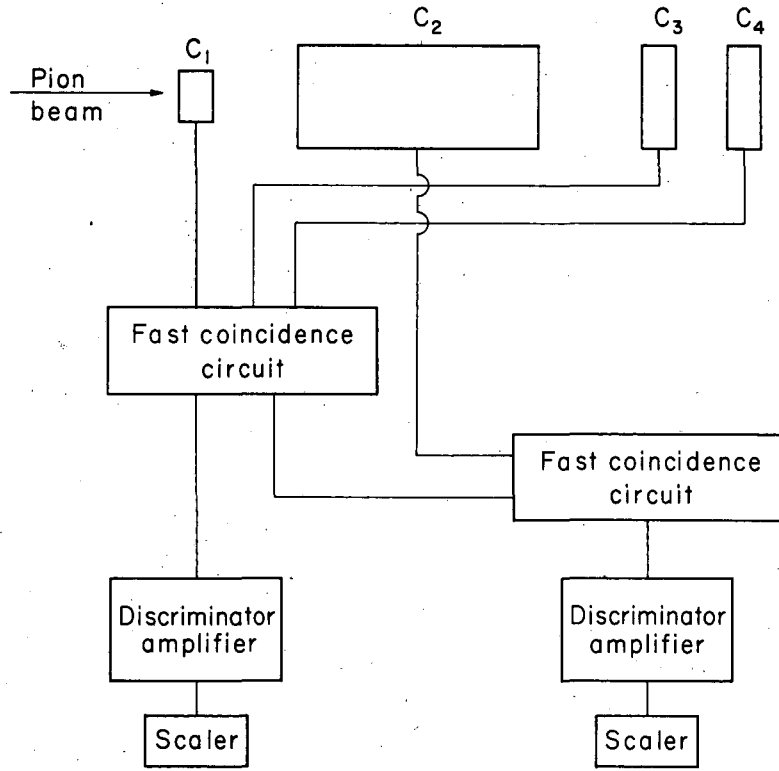 C1
C2
C3
C4
Pion
beam
Fast coincidence
circuit
Fast coincidence
circuit
Discriminator
amplifier
Discriminator
amplifier
Scaler
Scaler